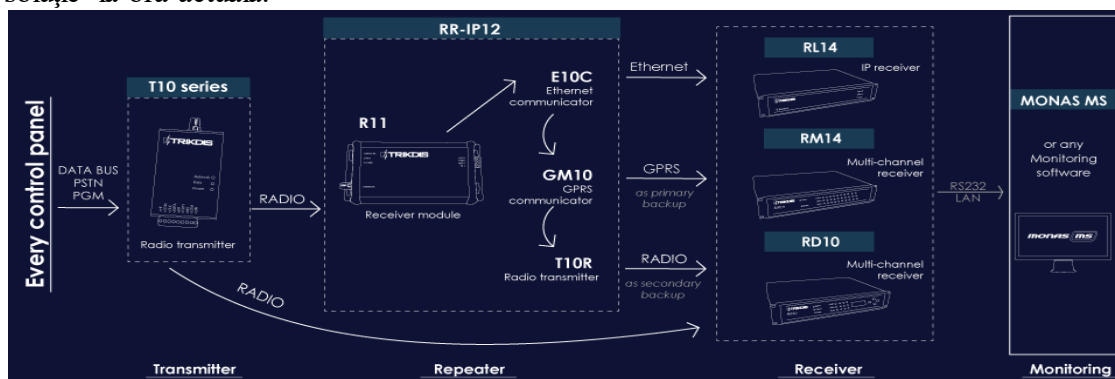 soluție la ora actuală.
RR-IP12
T10 series
TRIKDIS
Radio transmitter
Every control panel
DATA BUS
PSTN
PGM
RADIO
R11
TRIKDIS
Receiver module
E10C
Ethernet
communicator
GM10
GPRS
communicator
T10R
Radio transmitter
Ethernet
GPRS
as primary
backup
RADIO
as secondary
backup
RADIO
RL14
IP receiver
RM14
Multi-channel
receiver
RD10
Multi-channel
receiver
RS232
LAN
MONAS MS
or any
Monitoring
software
MONAS MS
Transmitter
Repeater
Receiver
Monitoring